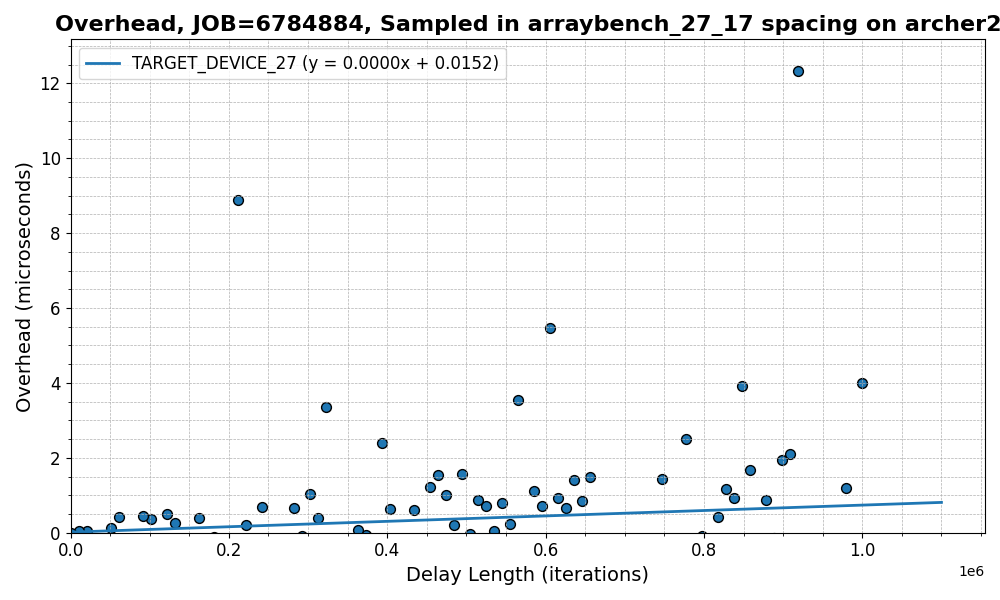 Overhead, JOB=6784884, Sampled in arraybench_27_17 spacing on archer2
TARGET_DEVICE_27 (y = 0.0000x + 0.0152)
Overhead (microseconds)
12
10
8
6
4
2
0
0.0 0.2 0.4 0.6 0.8 1.0
1e6
Delay Length (iterations)